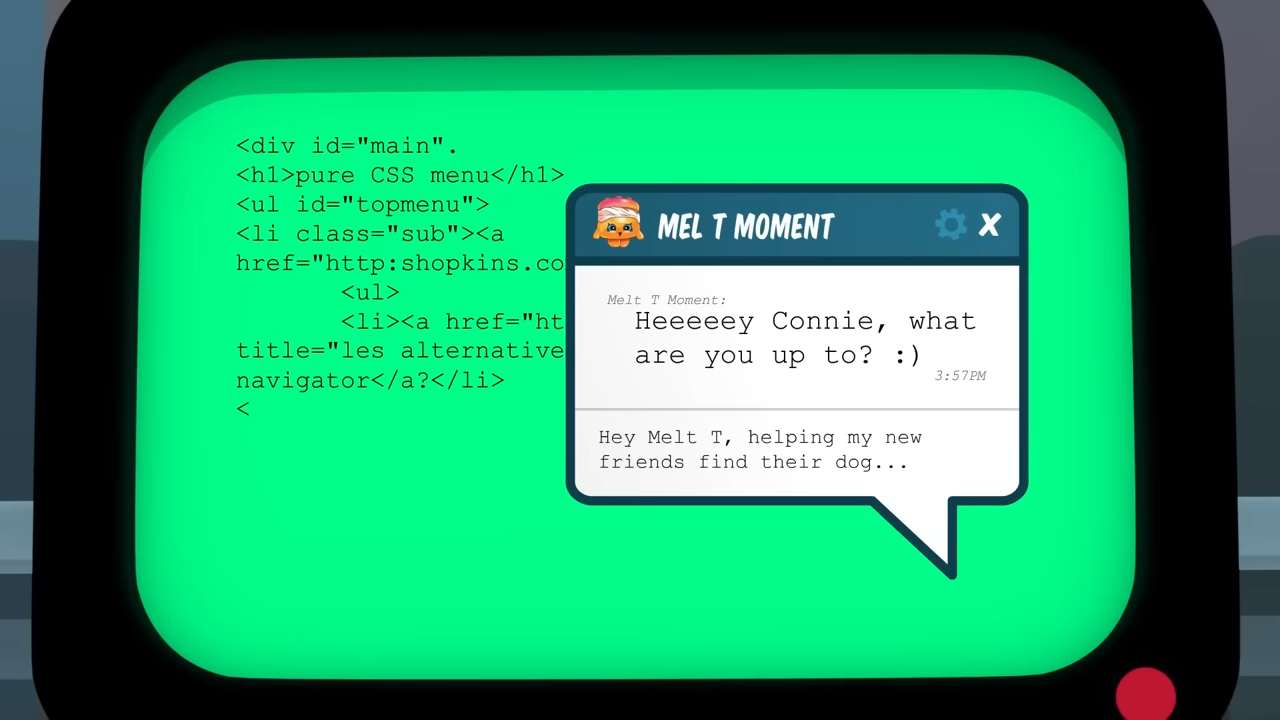 <div id="main".
<h1>pure CSS menu</h1>
<ul id="topmenu">
<li class="sub"><a
href="http:shopkins.co
<ul>
<li><a href="ht
title="les alternative
navigator</a?</li>
<
MEL T MOMENT X
Melt T Moment:
Heeeeey Connie, what
are you up to? :)
3:57PM
Hey Melt T, helping my new
friends find their dog...